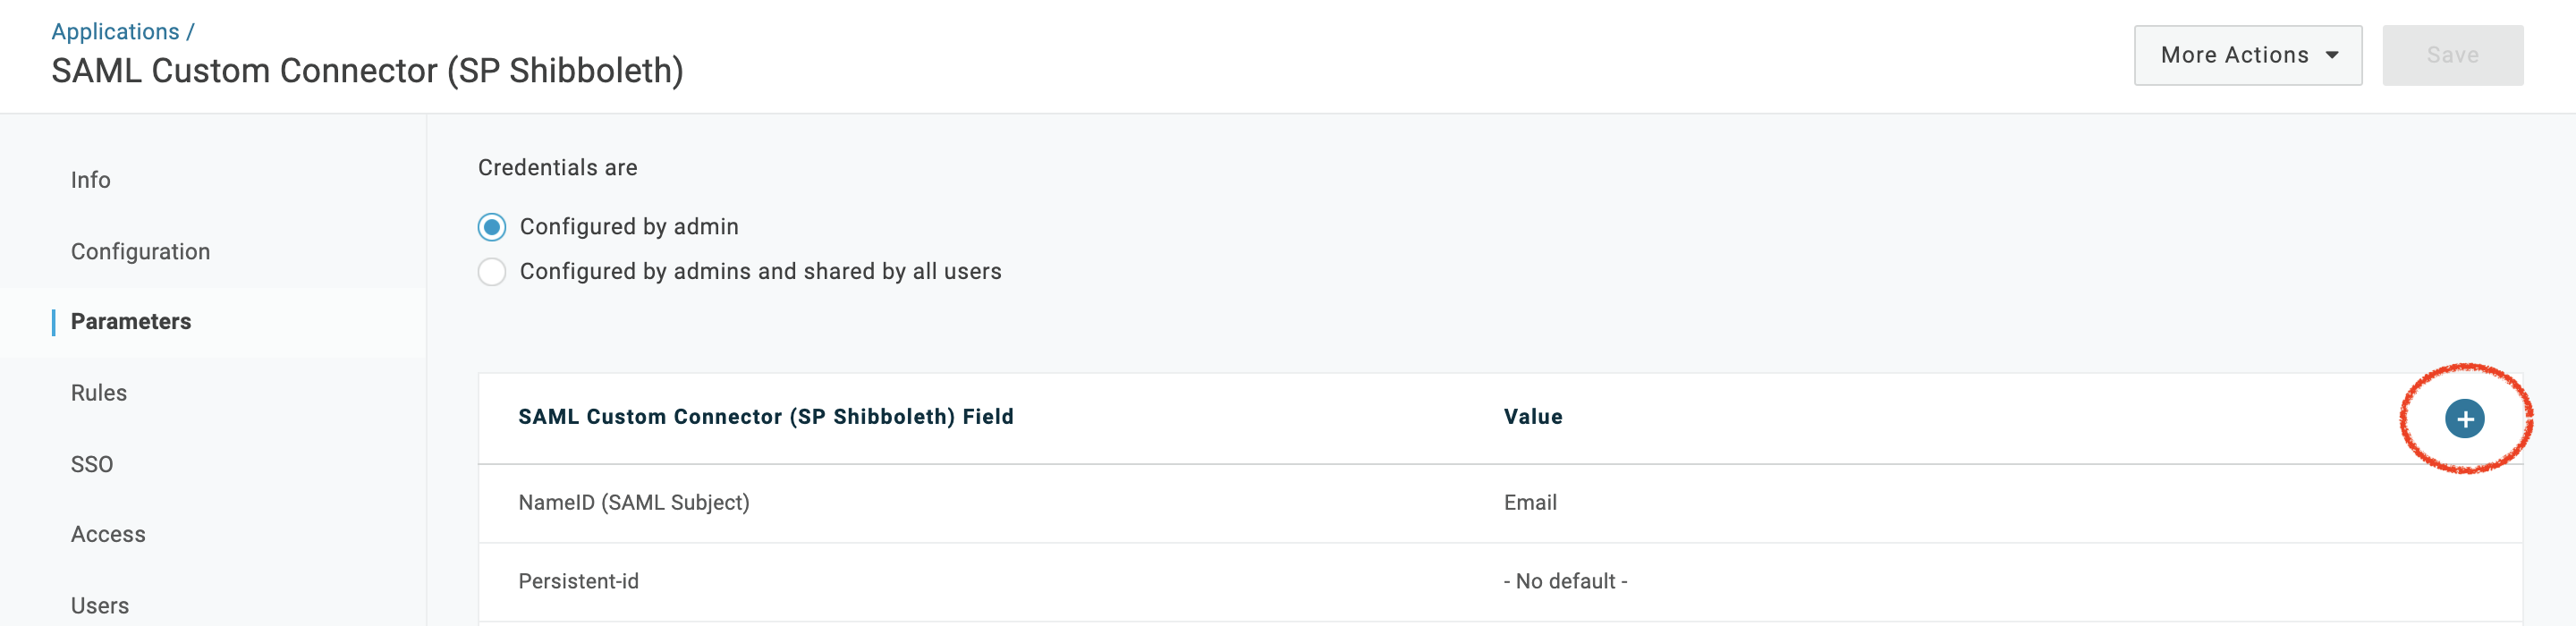 Applications /
SAML Custom Connector (SP Shibboleth)
More Actions
Save
Info
Configuration
Parameters
Rules
SSO
Access
Users
Credentials are
Configured by admin
Configured by admins and shared by all users
SAML Custom Connector (SP Shibboleth) Field Value
NameID (SAML Subject) Email
Persistent-id - No default -